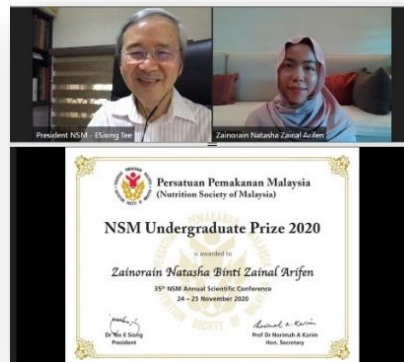 President NSM - ESiong Tee
Zainorain Natasha Zainal Arifen
Persatuan Pemakanan Malaysia
(Nutrition Society of Malaysia)
NSM Undergraduate Prize 2020
is awarded to
Zainorain Natasha Binti Zainal Arifen
35th NSM Annual Scientific Conference
24 – 25 November 2020
Dr Tee E Siong
President
Prof Dr Norimah A Karim
Hon. Secretary